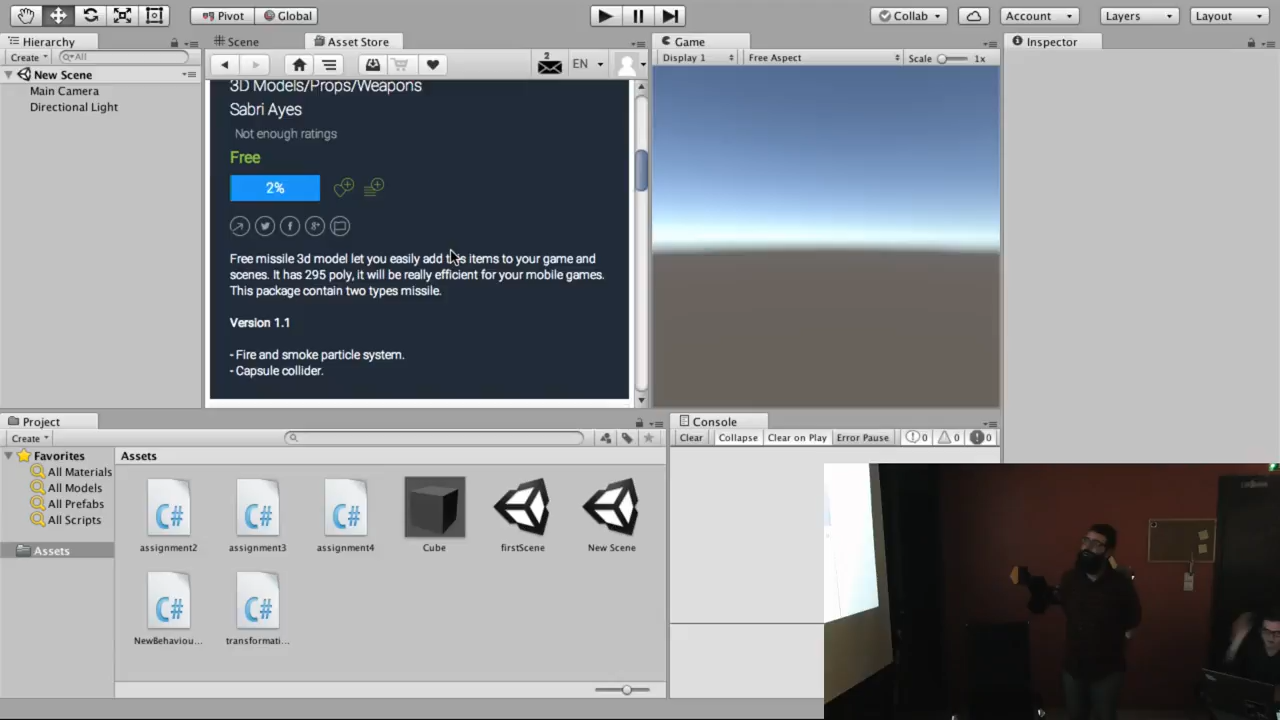 Pivot
Global
Collab
Account
Layers
Layout
Hierarchy
Scene
Asset Store
Game
Inspector
Create
All
2
EN
Display 1
Free Aspect
Scale
1x
New Scene
Main Camera
Directional Light
3D Models/Props/Weapons
Sabri Ayes
Not enough ratings
Free
2%
Free missile 3d model let you easily add this items to your game and
scenes. It has 295 poly, it will be really efficient for your mobile games.
This package contain two types missile.
Version 1.1
- Fire and smoke particle system.
- Capsule collider.
Project
Create
Favorites
All Materials
All Models
All Prefabs
All Scripts
Assets
Assets
C#
C#
C#
assignment2
assignment3
assignment4
Cube
firstScene
New Scene
C#
C#
NewBehaviou...
transformati...
Console
Clear
Collapse
Clear on Play
Error Pause
0
0
0